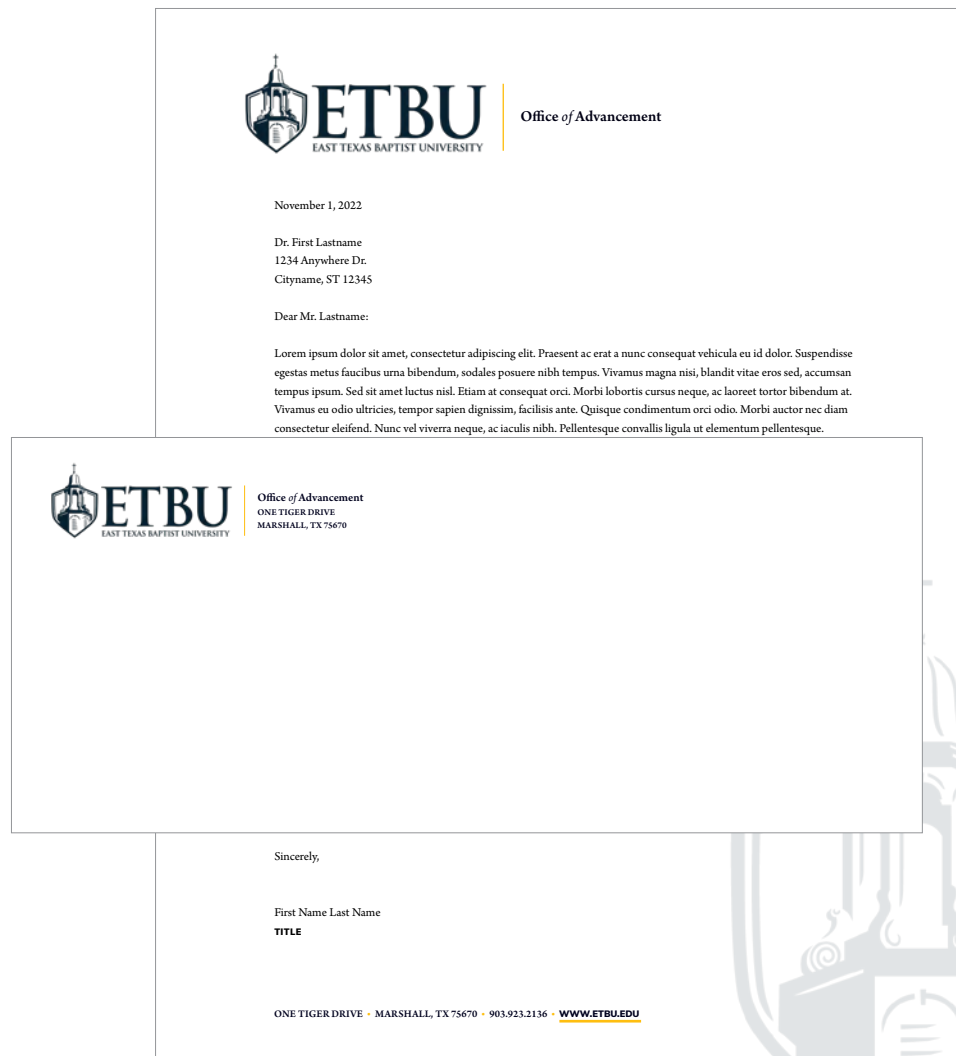 ETBU
EAST TEXAS BAPTIST UNIVERSITY
Office of Advancement
November 1, 2022
Dr. First Lastname
1234 Anywhere Dr.
Cityname, ST 12345
Dear Mr. Lastname:
Lorem ipsum dolor sit amet, consectetur adipiscing elit. Praesent ac erat a nunc consequat vehicula eu id dolor. Suspendisse
egestas metus faucibus urna bibendum, sodales posuere nibh tempus. Vivamus magna nisi, blandit vitae eros sed, accumsan
tempus ipsum. Sed sit amet luctus nisl. Etiam at consequat orci. Morbi lobortis cursus neque, ac laoreet tortor bibendum at.
Vivamus eu odio ultricies, tempor sapien dignissim, facilisis ante. Quisque condimentum orci odio. Morbi auctor nec diam
consectetur eleifend. Nunc vel viverra neque, ac iaculis nibh. Pellentesque convallis ligula ut elementum pellentesque.
ETBU
EAST TEXAS BAPTIST UNIVERSITY
Office of Advancement
ONE TIGER DRIVE
MARSHALL, TX 75670
Sincerely,
First Name Last Name
TITLE
ONE TIGER DRIVE • MARSHALL, TX 75670 • 903.923.2136 • WWW.ETBU.EDU